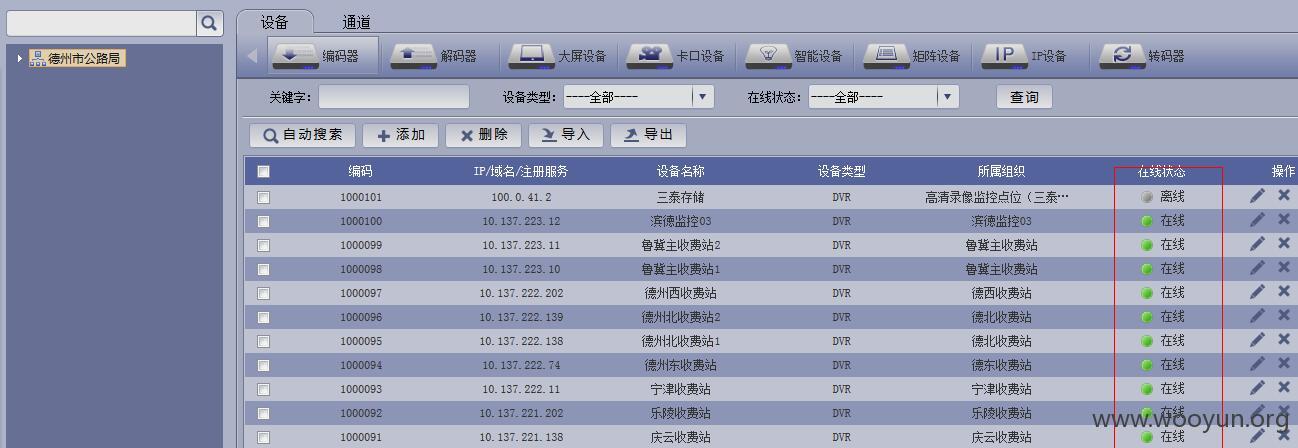 设备 通道
德州市公路局
编码器 解码器 大屏设备 卡口设备 智能设备 矩阵设备 IP IP设备 转码器
关键字: 设备类型: ----全部---- 在线状态: ----全部---- 查询
自动搜索 添加 删除 导入 导出
编码 IP/域名/注册服务 设备名称 设备类型 所属组织 在线状态 操作
1000101 100.0.41.2 三泰存储 DVR 高清录像监控点位（三泰… 离线
1000100 10.137.223.12 滨德监控03 DVR 滨德监控03 在线
1000099 10.137.223.11 鲁冀主收费站2 DVR 鲁冀主收费站 在线
1000098 10.137.223.10 鲁冀主收费站1 DVR 鲁冀主收费站 在线
1000097 10.137.222.202 德州西收费站 DVR 德西收费站 在线
1000096 10.137.222.139 德州北收费站2 DVR 德北收费站 在线
1000095 10.137.222.138 德州北收费站1 DVR 德北收费站 在线
1000094 10.137.222.74 德州东收费站 DVR 德东收费站 在线
1000093 10.137.222.11 宁津收费站 DVR 宁津收费站 在线
1000092 10.137.221.202 乐陵收费站 DVR 乐陵收费站 在线
www.wooyun.org
1000091 10.137.221.138 庆云收费站 DVR 庆云收费站 在线